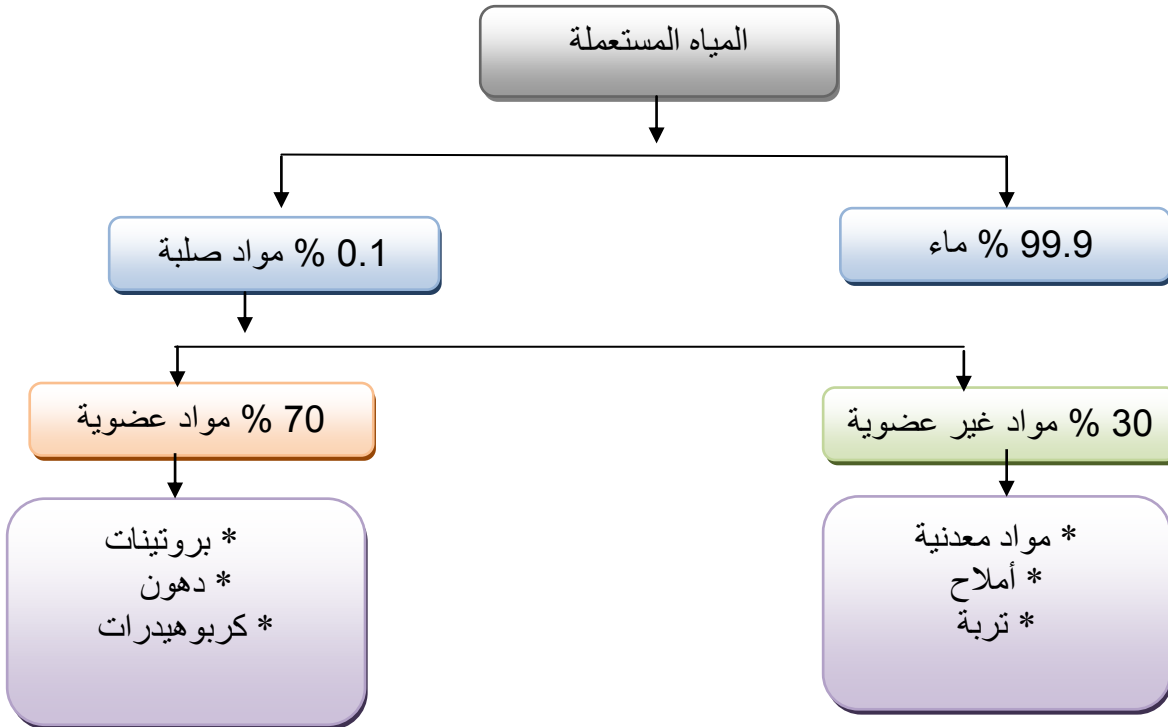 المياه المستعملة
99.9 % ماء
0.1 % مواد صلبة
30 % مواد غير عضوية
70 % مواد عضوية
* مواد معدنية
* أملاح
* تربة
* بروتينات
* دهون
* كربوهيدرات